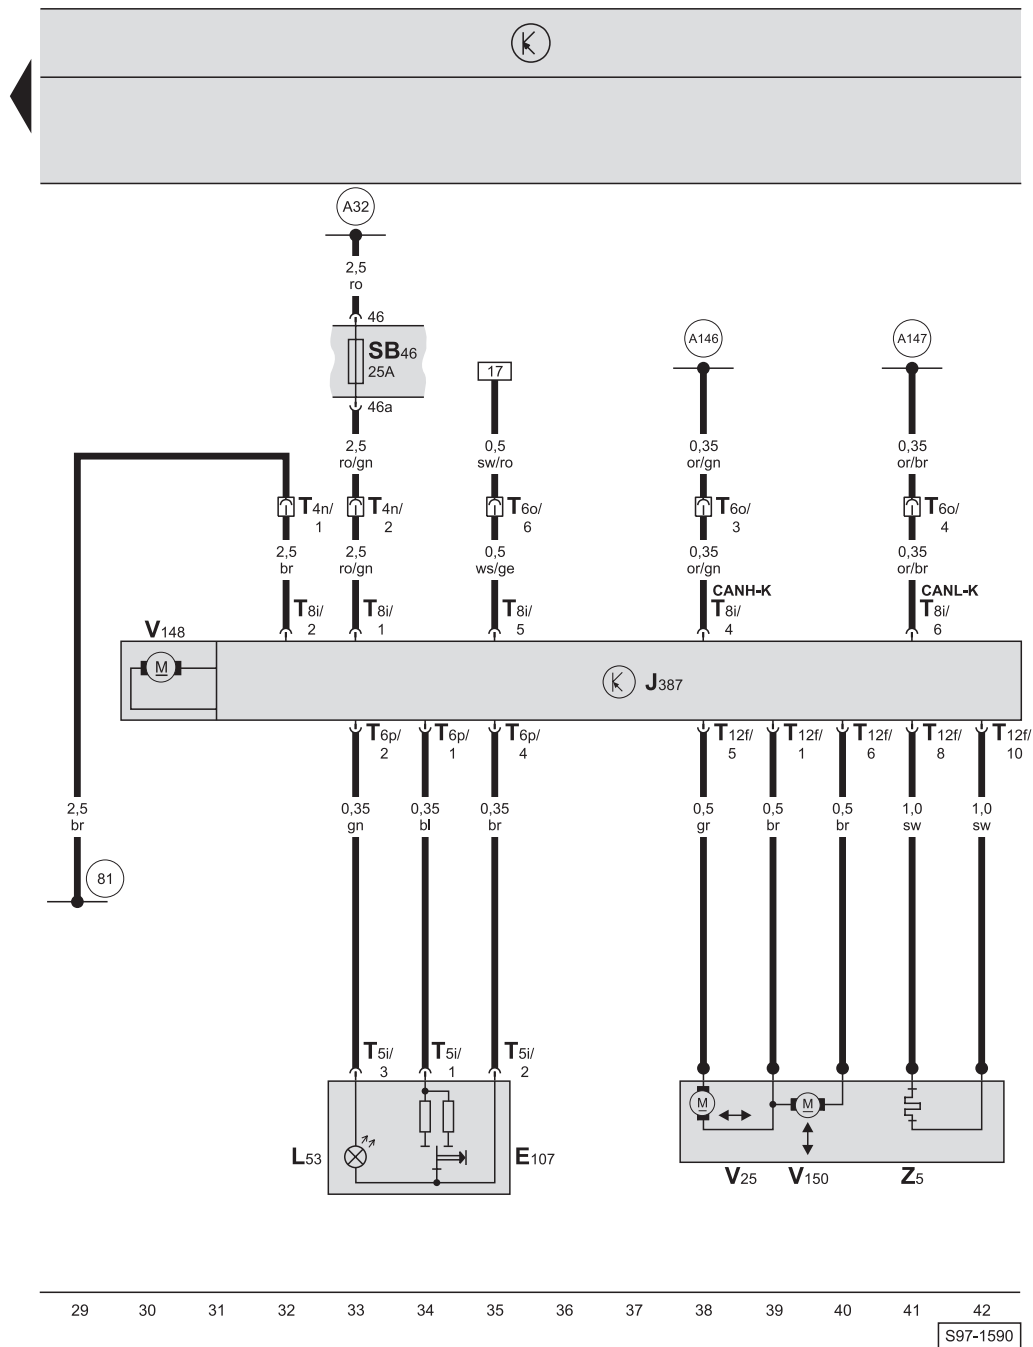 A32
2,5
ro
46
SB46
25A
46a
17
A146
A147
2,5
ro/gn
0,5
sw/ro
0,35
or/gn
0,35
or/br
T4n/
1
T4n/
2
T6o/
6
T6o/
3
T6o/
4
2,5
br
2,5
ro/gn
0,5
ws/ge
0,35
or/gn
0,35
or/br
CANH-K
CANL-K
T8i/
2
T8i/
1
T8i/
5
T8i/
4
T8i/
6
V148
M
J387
T6p/
2
T6p/
1
T6p/
4
T12f/
5
T12f/
1
T12f/
6
T12f/
8
T12f/
10
2,5
br
0,35
gn
0,35
bl
0,35
br
0,5
gr
0,5
br
0,5
br
1,0
sw
1,0
sw
81
T5i/
3
T5i/
1
T5i/
2
M
M
L53
E107
V25
V150
Z5
29 30 31 32 33 34 35 36 37 38 39 40 41 42
S97-1590